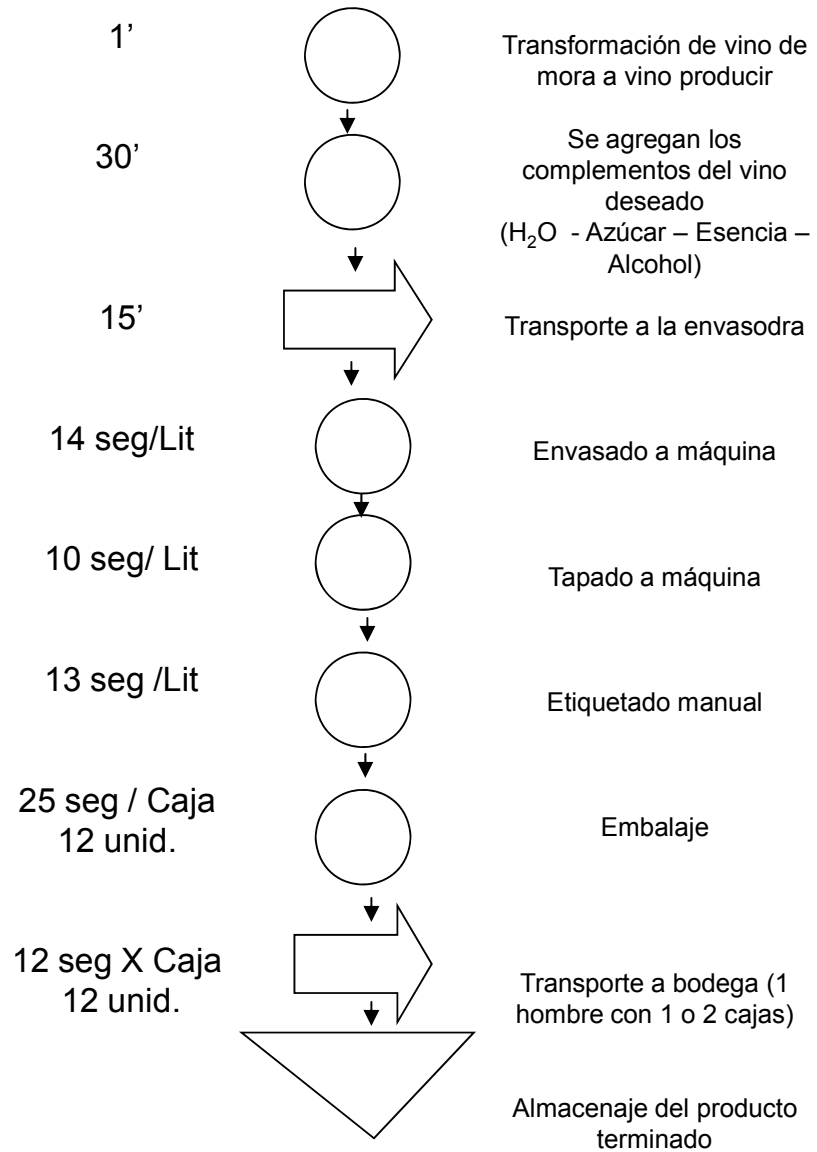 1’
Transformación de vino de
mora a vino producir
30’
Se agregan los
complementos del vino
deseado
(H₂O - Azúcar – Esencia –
Alcohol)
15’
Transporte a la envasodra
14 seg/Lit
Envasado a máquina
10 seg/ Lit
Tapado a máquina
13 seg /Lit
Etiquetado manual
25 seg / Caja
12 unid.
Embalaje
12 seg X Caja
12 unid.
Transporte a bodega (1
hombre con 1 o 2 cajas)
Almacenaje del producto
terminado